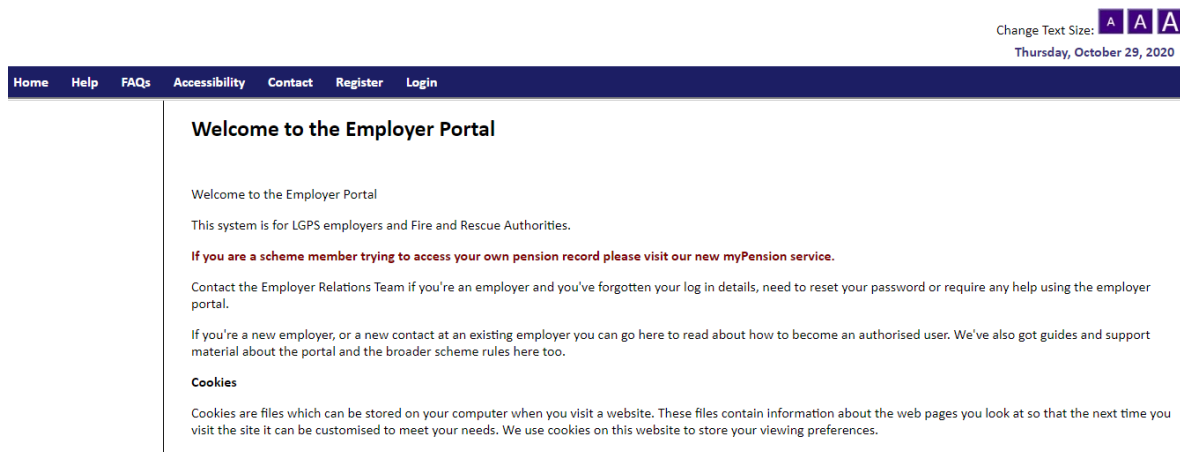 Change Text Size: A A A
Thursday, October 29, 2020
Home Help FAQs Accessibility Contact Register Login
Welcome to the Employer Portal
Welcome to the Employer Portal
This system is for LGPS employers and Fire and Rescue Authorities.
If you are a scheme member trying to access your own pension record please visit our new myPension service.
Contact the Employer Relations Team if you're an employer and you've forgotten your log in details, need to reset your password or require any help using the employer
portal.
If you're a new employer, or a new contact at an existing employer you can go here to read about how to become an authorised user. We've also got guides and support
material about the portal and the broader scheme rules here too.
Cookies
Cookies are files which can be stored on your computer when you visit a website. These files contain information about the web pages you look at so that the next time you
visit the site it can be customised to meet your needs. We use cookies on this website to store your viewing preferences.